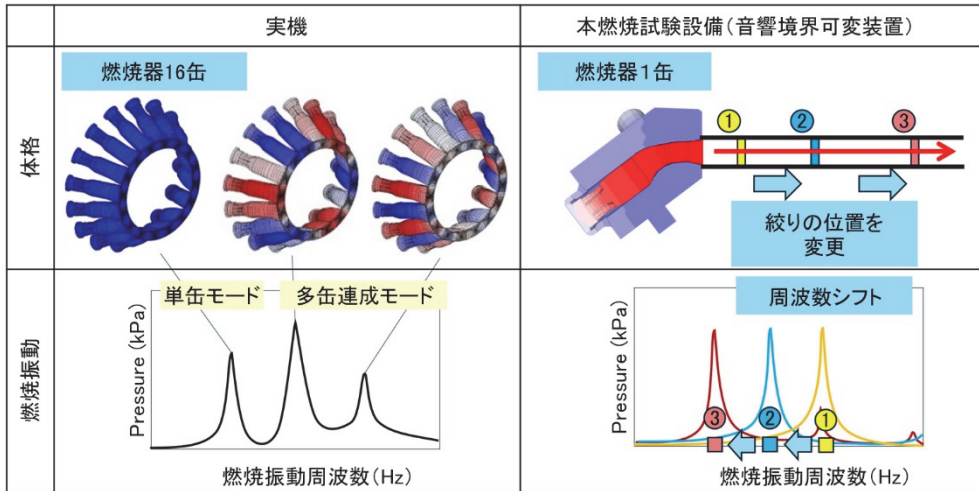 実機
本燃焼試験設備(音響境界可変装置)
体格
燃焼器16缶
燃焼器1缶
①
②
③
絞りの位置を
変更
燃焼振動
単缶モード
多缶連成モード
Pressure (kPa)
燃焼振動周波数(Hz)
周波数シフト
Pressure (kPa)
③
②
①
燃焼振動周波数(Hz)